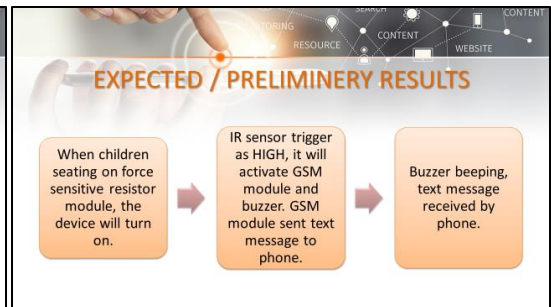 SEARCH
CONTENT
RESOURCE
CONTENT
WEBSITE
EXPECTED / PRELIMINERY RESULTS
When children
seating on force
sensitive resistor
module, the
device will turn
on.
IR sensor trigger
as HIGH, it will
activate GSM
module and
buzzer. GSM
module sent text
message to
phone.
Buzzer beeping,
text message
received by
phone.